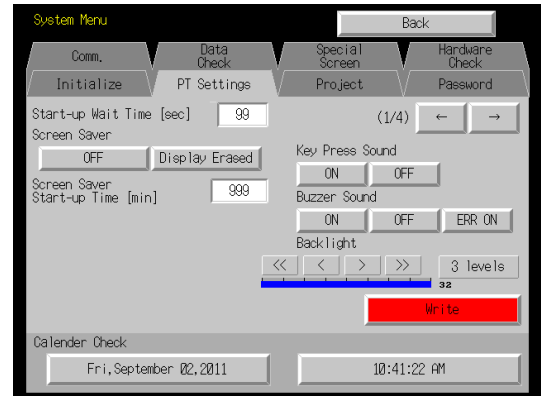 System Menu
Back
Comm.
Data Check
Special Screen
Hardware Check
Initialize
PT Settings
Project
Password
Start-up Wait Time [sec] 99
(1/4) ← →
Screen Saver
OFF Display Erased
Key Press Sound
ON OFF
Screen Saver
Start-up Time [min] 999
Buzzer Sound
ON OFF ERR ON
Backlight
<< < > >> 3 levels
32
Write
Calender Check
Fri,September 02,2011
10:41:22 AM